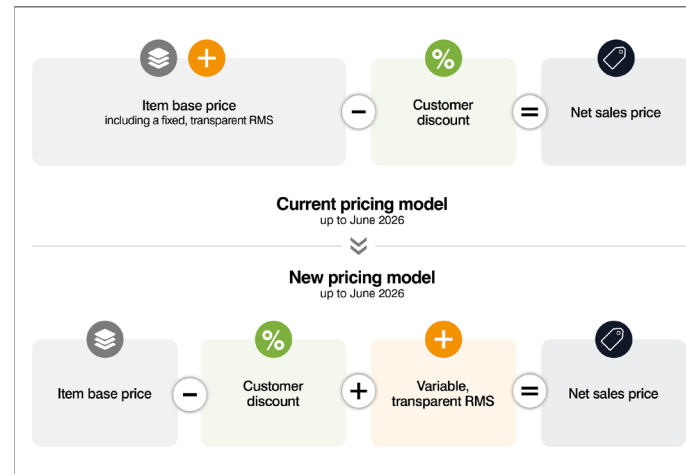 Item base price
including a fixed, transparent RMS
−
Customer
discount
=
Net sales price
Current pricing model
up to June 2026
New pricing model
up to June 2026
Item base price
−
Customer
discount
+
Variable,
transparent RMS
=
Net sales price